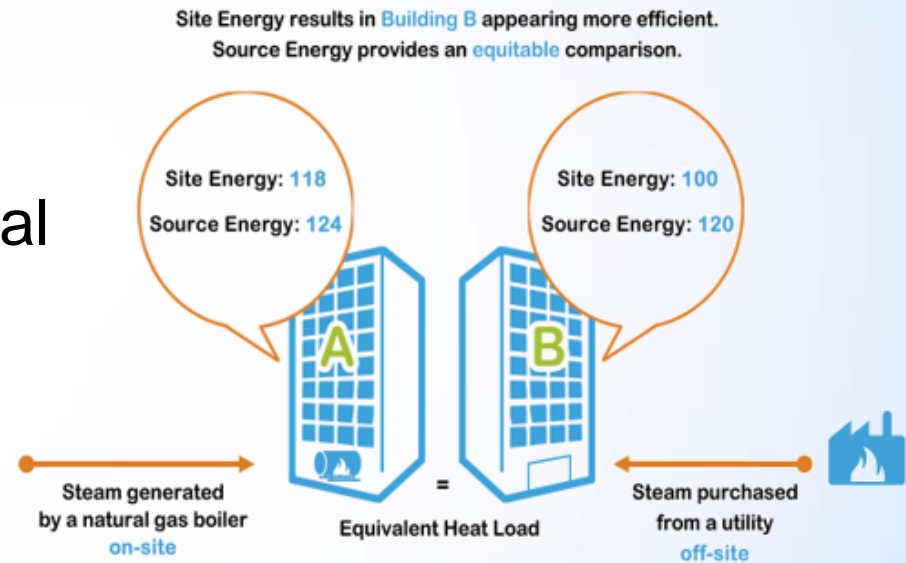 Site Energy results in Building B appearing more efficient.
Source Energy provides an equitable comparison.
Site Energy: 118
Source Energy: 124
Site Energy: 100
Source Energy: 120
al
A
B
=
Equivalent Heat Load
Steam generated
by a natural gas boiler
on-site
Steam purchased
from a utility
off-site